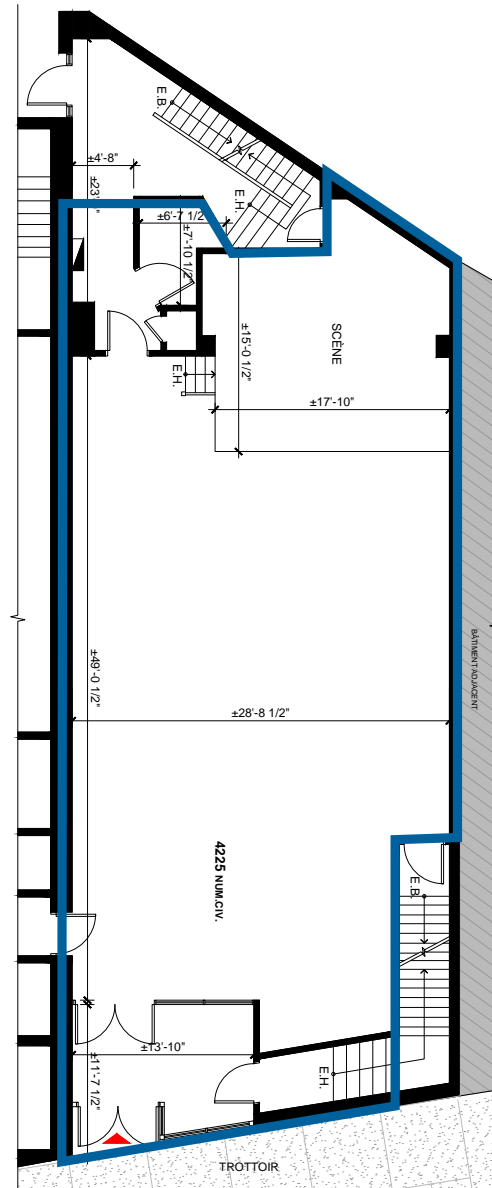 E.B.
±4'-8"
E.H.
±6'-7 1/2"
±7'-10 1/2"
SCÈNE
±15'-0 1/2"
E.H.
±17'-10"
BÂTIMENT ADJACENT
±49'-0 1/2"
±28'-8 1/2"
4225 NUM.CIV.
E.B.
±13'-10"
±11'-7 1/2"
E.H.
TROTTOIR